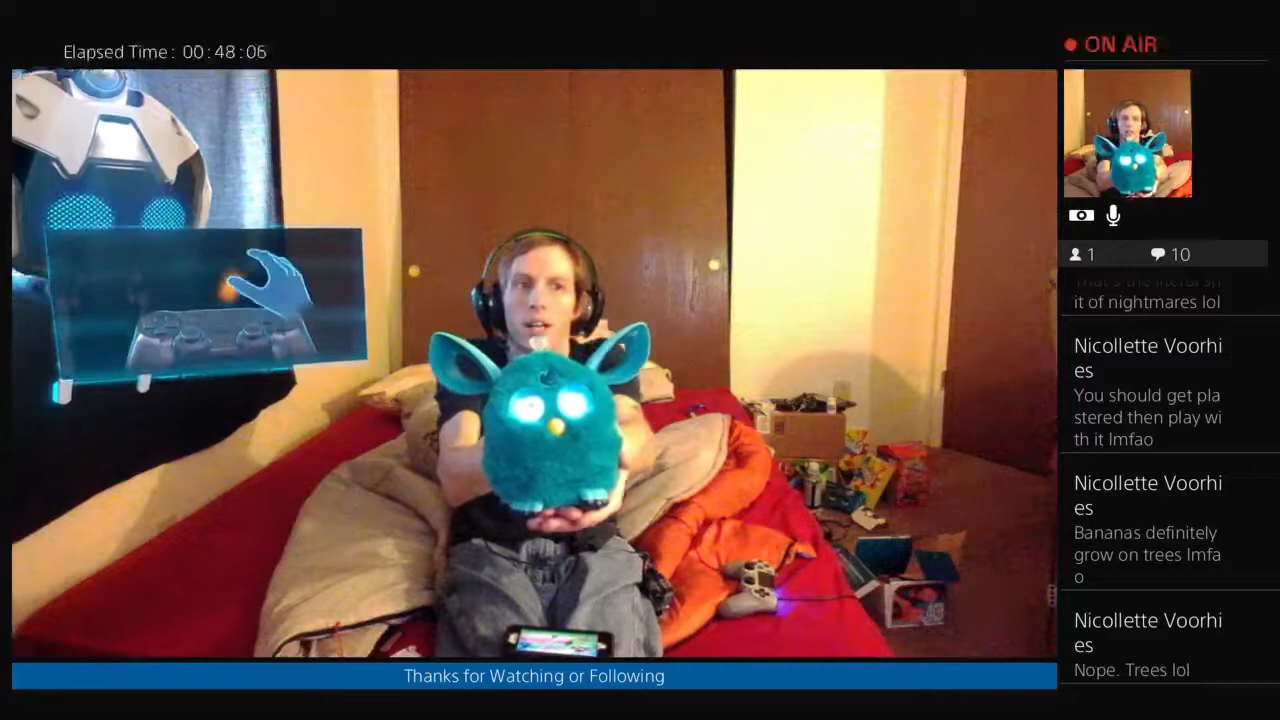 Elapsed Time: 00:48:06
ON AIR
1
10
it of nightmares lol
Nicollette Voorhi
es
You should get pla
stered then play wi
th it lmfao
Nicollette Voorhi
es
Bananas definitely
grow on trees lmfa
o
Nicollette Voorhi
es
Nope. Trees lol
Thanks for Watching or Following